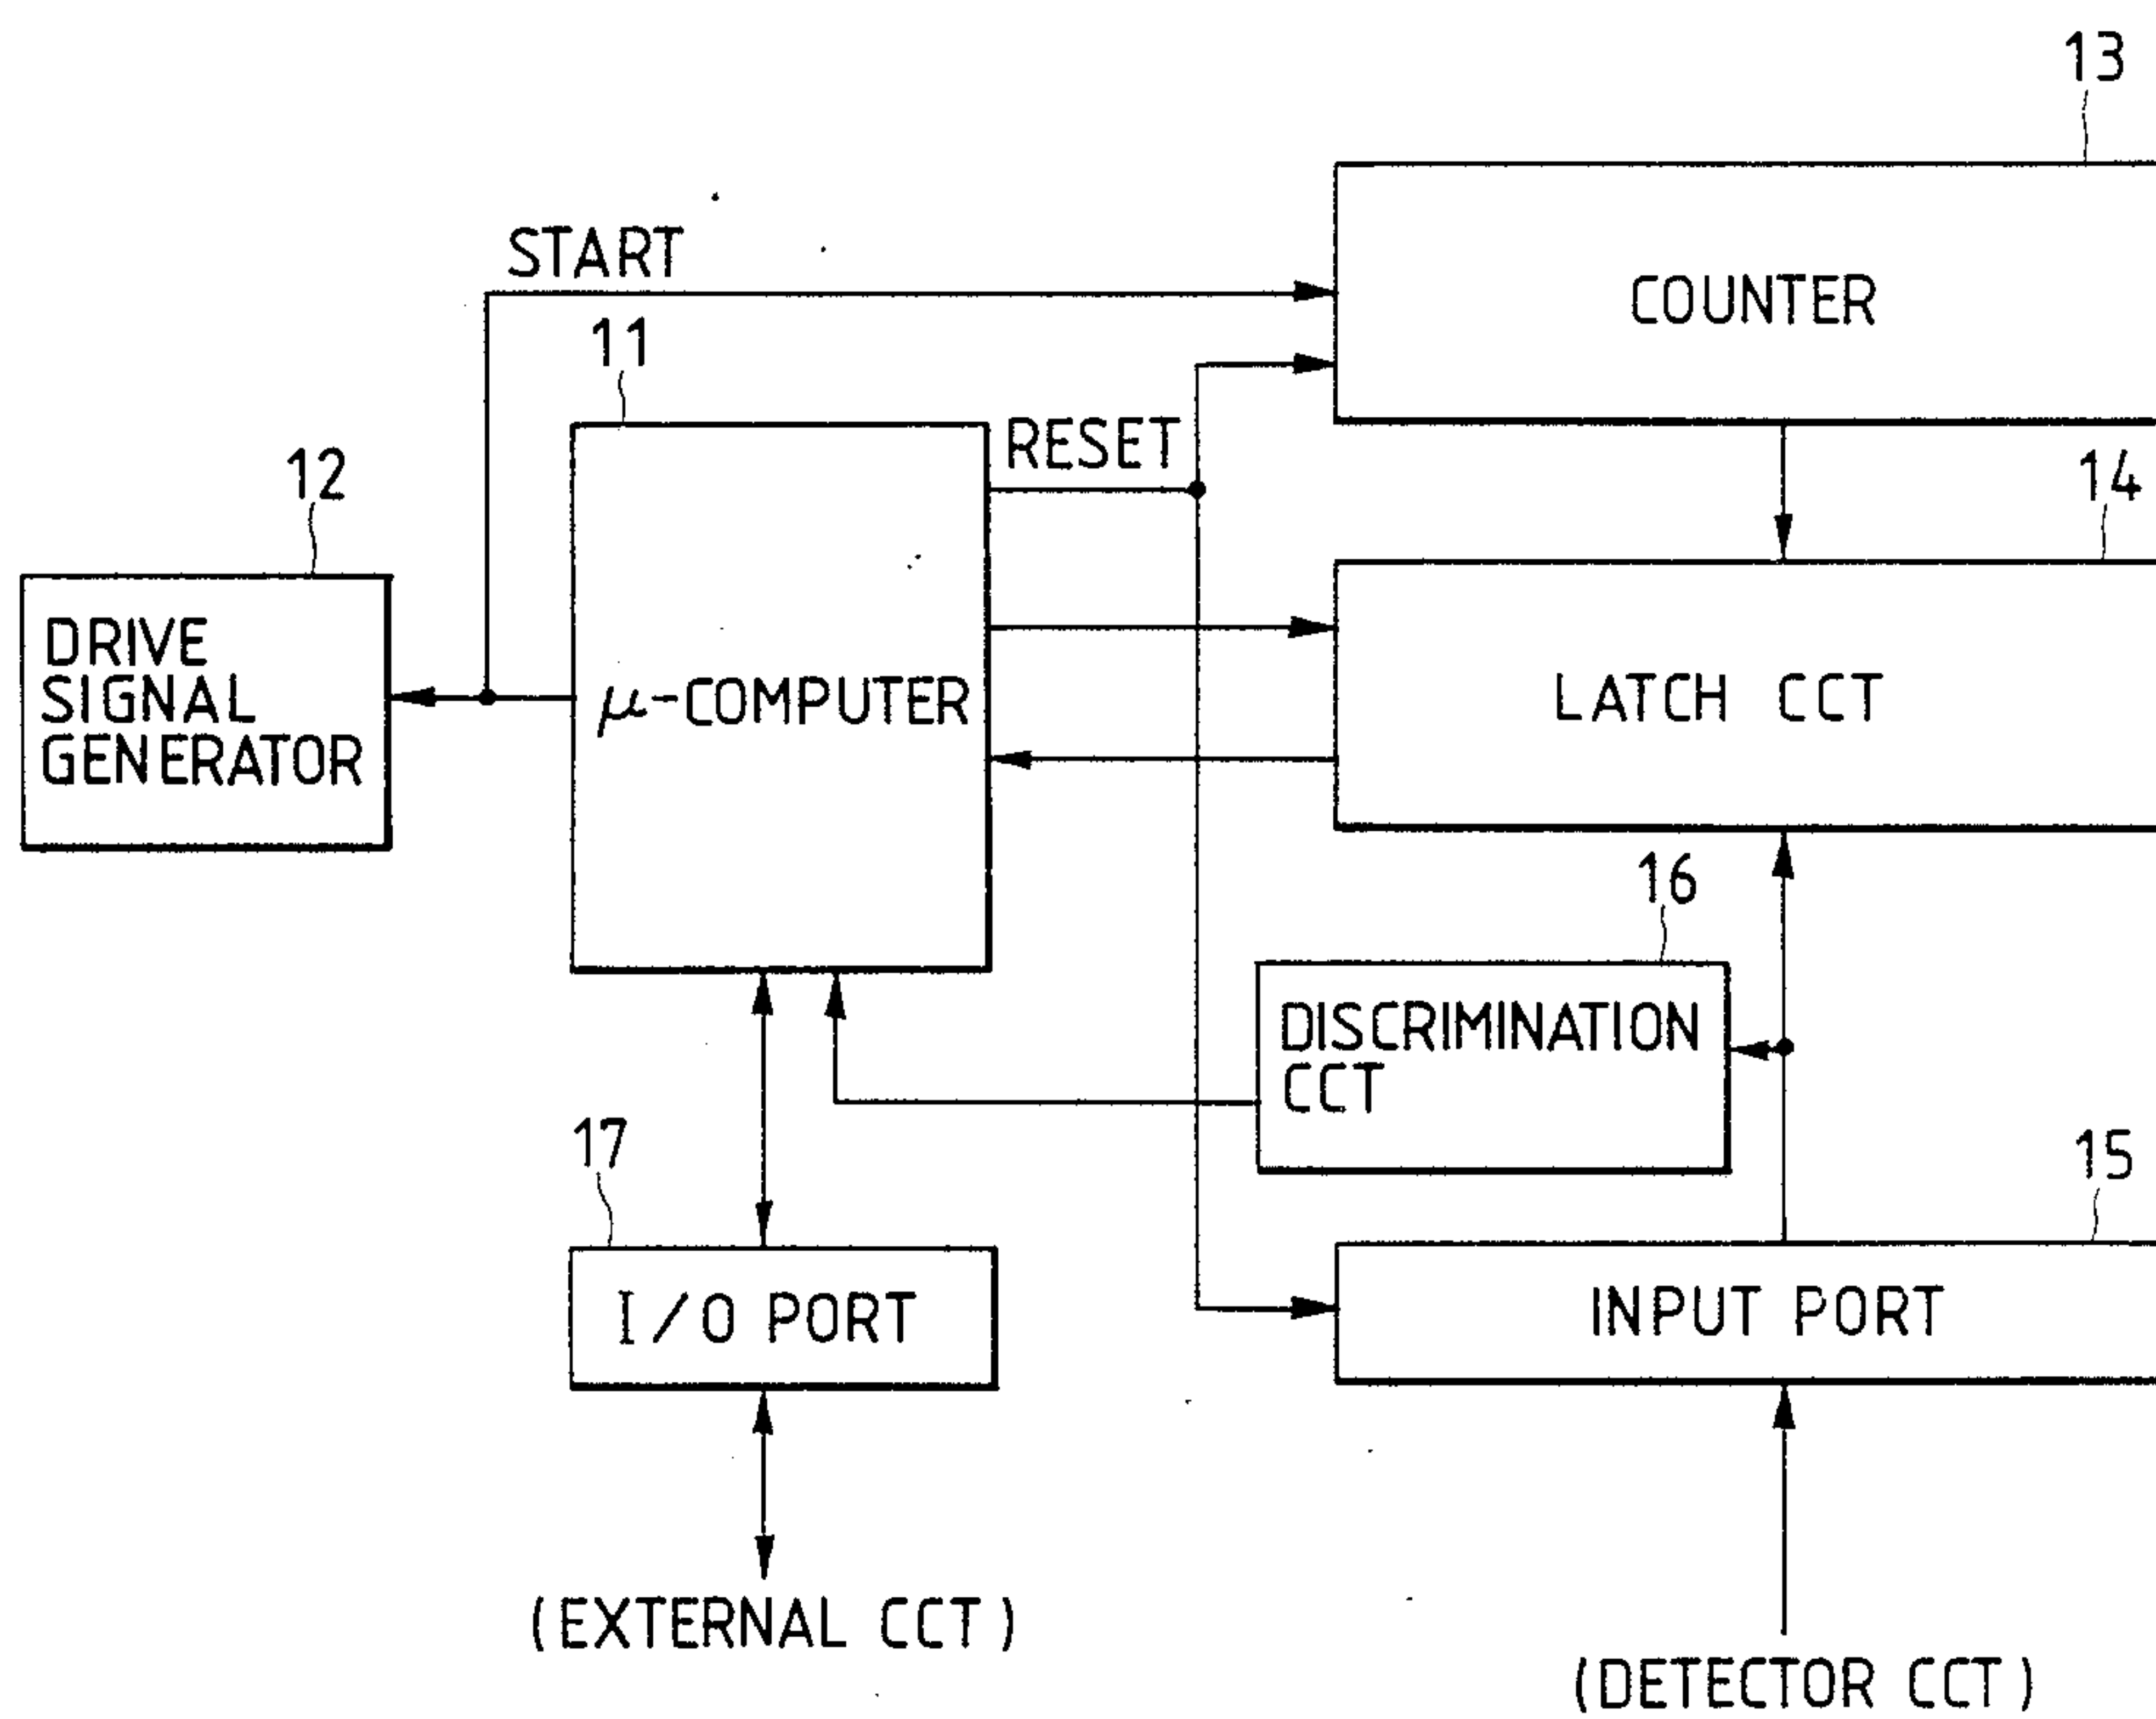 13
START
COUNTER
11
RESET
12
14
DRIVE
SIGNAL
GENERATOR
μ-COMPUTER
LATCH CCT
16
DISCRIMINATION
CCT
17
15
I/O PORT
INPUT PORT
(EXTERNAL CCT)
(DETECTOR CCT)